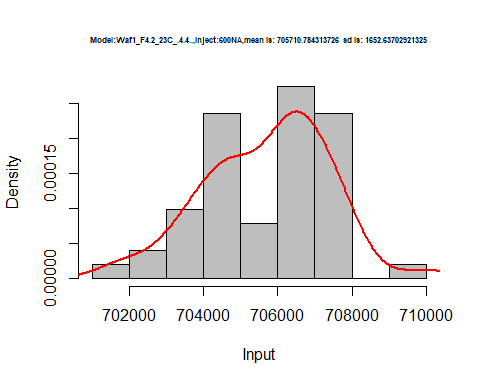 Model:Waf1_F4.2_23C_.4.4..,Inject:600NA,mean is: 705710.784313726 sd is: 1652.63702921325
Density
0.00015
0.00000
702000 704000 706000 708000 710000
Input